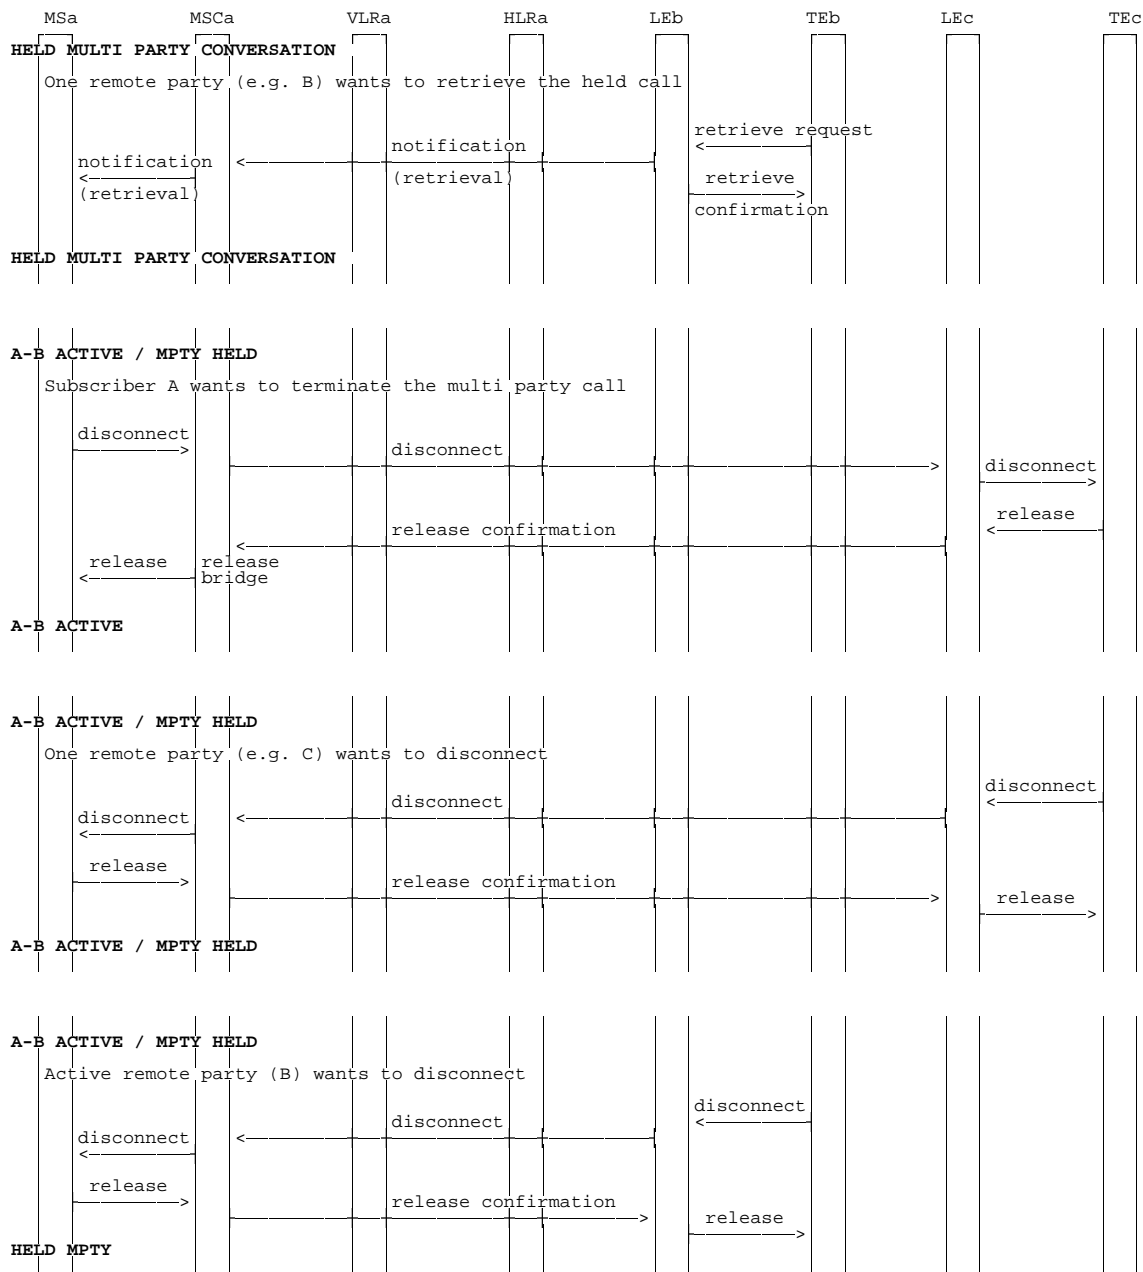 MSa MSCa VLRa HLRa LEb TEb LEc TEc
HELD MULTI PARTY CONVERSATION
One remote party (e.g. B) wants to retrieve the held call
retrieve request
notification
notification
(retrieval)
retrieve
(retrieval)
confirmation
HELD MULTI PARTY CONVERSATION
A-B ACTIVE / MPTY HELD
Subscriber A wants to terminate the multi party call
disconnect
disconnect
disconnect
release
release confirmation
release release
bridge
A-B ACTIVE
A-B ACTIVE / MPTY HELD
One remote party (e.g. C) wants to disconnect
disconnect
disconnect
disconnect
release
release confirmation
release
A-B ACTIVE / MPTY HELD
A-B ACTIVE / MPTY HELD
Active remote party (B) wants to disconnect
disconnect
disconnect
disconnect
release
release confirmation
release
HELD MPTY